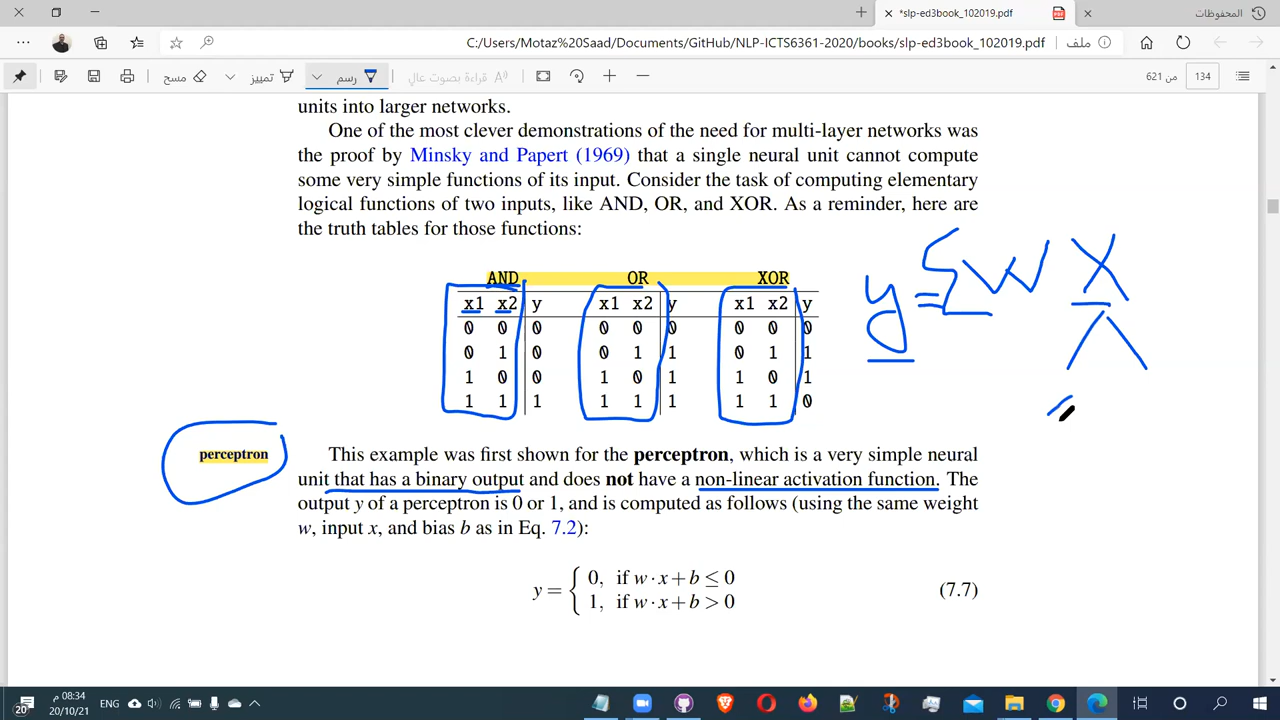 *slp-ed3book_102019.pdf
المحفوظات
C:/Users/Motaz%20Saad/Documents/GitHub/NLP-ICTS6361-2020/books/slp-ed3book_102019.pdf
ملف
مسح
تمييز
رسم
قراءة بصوت عالٍ
134
من 621
units into larger networks.
One of the most clever demonstrations of the need for multi-layer networks was
the proof by Minsky and Papert (1969) that a single neural unit cannot compute
some very simple functions of its input. Consider the task of computing elementary
logical functions of two inputs, like AND, OR, and XOR. As a reminder, here are
the truth tables for those functions:
AND OR XOR
x1 x2 y x1 x2 y x1 x2 y
0 0 0 0 0 0 0 0 0
0 1 0 0 1 1 0 1 1
1 0 0 1 0 1 1 0 1
1 1 1 1 1 1 1 1 0
y=ΣW X
perceptron
This example was first shown for the perceptron, which is a very simple neural
unit that has a binary output and does not have a non-linear activation function. The
output y of a perceptron is 0 or 1, and is computed as follows (using the same weight
w, input x, and bias b as in Eq. 7.2):
y = { 0, if w · x + b ≤ 0
1, if w · x + b > 0
(7.7)
20
08:34 م
20/10/21
ENG